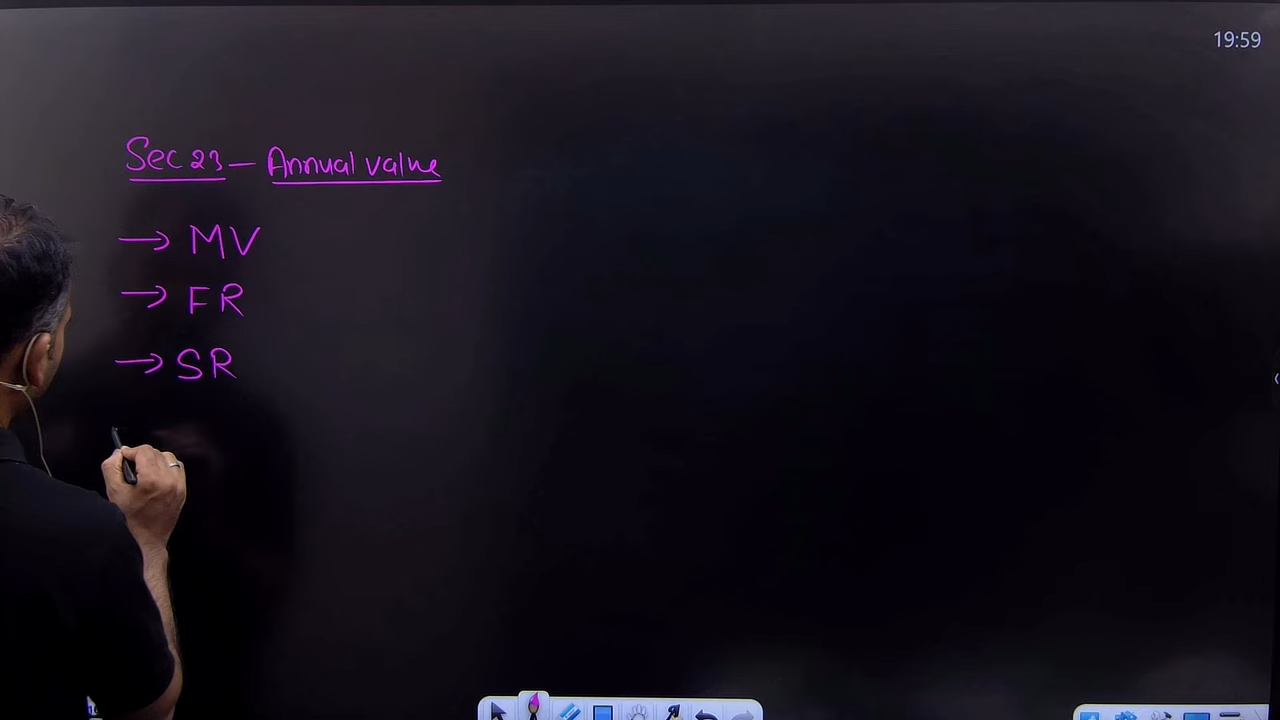 19:59
Sec 23 - Annual value
→ MV
→ FR
→ SR